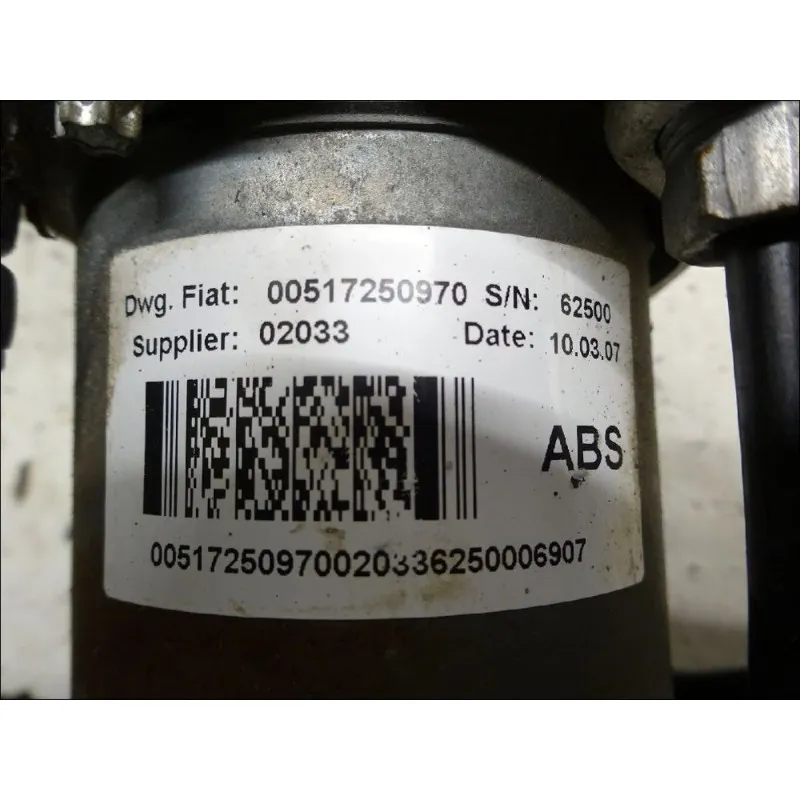 Dwg. Fiat: 00517250970 S/N: 62500
Supplier: 02033 Date: 10.03.07
ABS
00517250970020336250006907